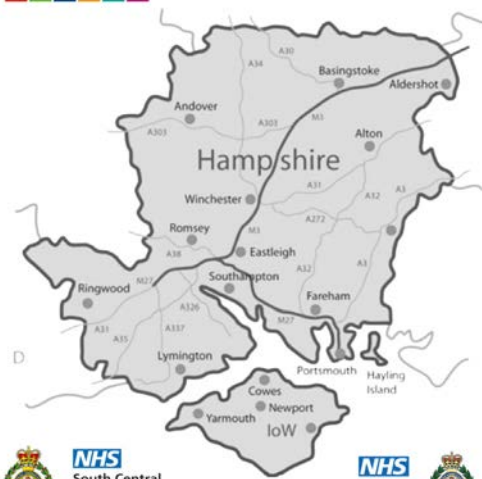 A30
A34
Basingstoke
Aldershot
Andover
A303
A303
M3
Alton
Hampshire
A31
A32
A3
Winchester
A272
Romsey
M3
A38
Eastleigh
M27
Southampton
A32
A3
Ringwood
A326
Fareham
A31
A35
A337
M27
D
Lymington
Portsmouth
Hayling
Island
Cowes
Newport
Yarmouth
IoW
NHS
South Central
NHS